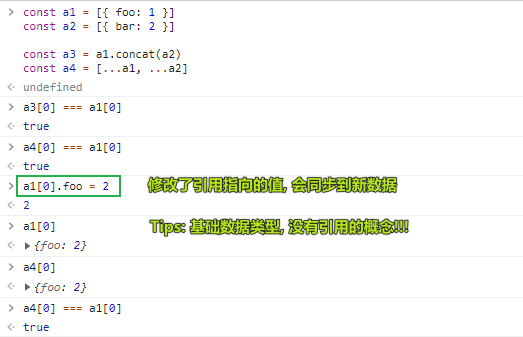 const a1 = [{ foo: 1 }]
const a2 = [{ bar: 2 }]
const a3 = a1.concat(a2)
const a4 = [...a1, ...a2]
undefined
a3[0] === a1[0]
true
a4[0] === a1[0]
true
a1[0].foo = 2 修改了引用指向的值, 会同步到新数据
2
Tips: 基础数据类型, 没有引用的概念!!!
a1[0]
{foo: 2}
a4[0]
{foo: 2}
a4[0] === a1[0]
true